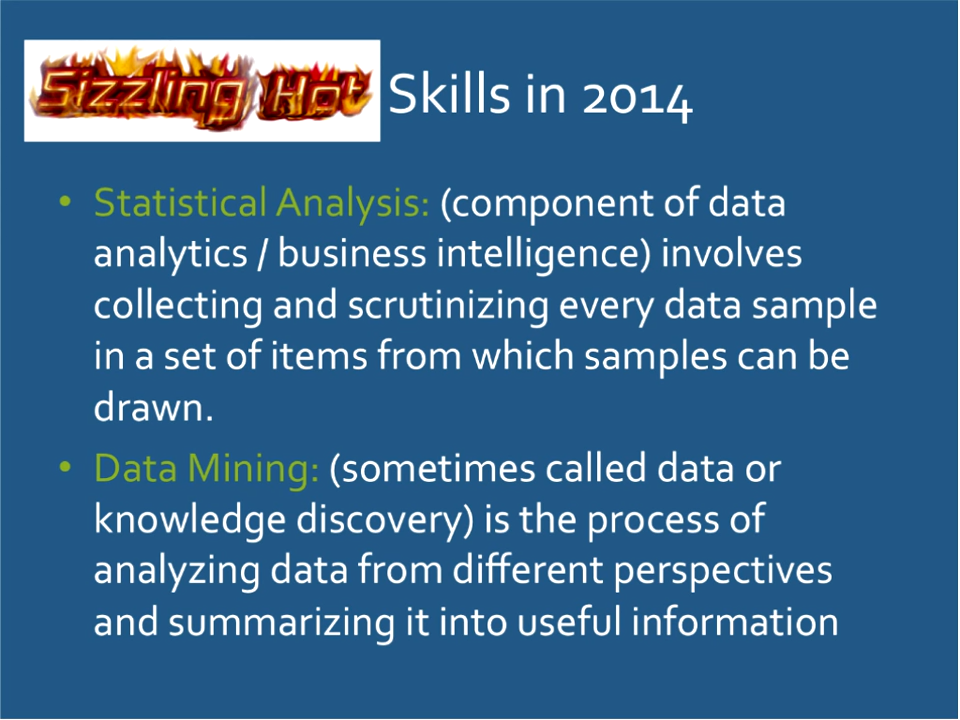 Sizzling Hot Skills in 2014
• Statistical Analysis: (component of data
analytics / business intelligence) involves
collecting and scrutinizing every data sample
in a set of items from which samples can be
drawn.
• Data Mining: (sometimes called data or
knowledge discovery) is the process of
analyzing data from different perspectives
and summarizing it into useful information